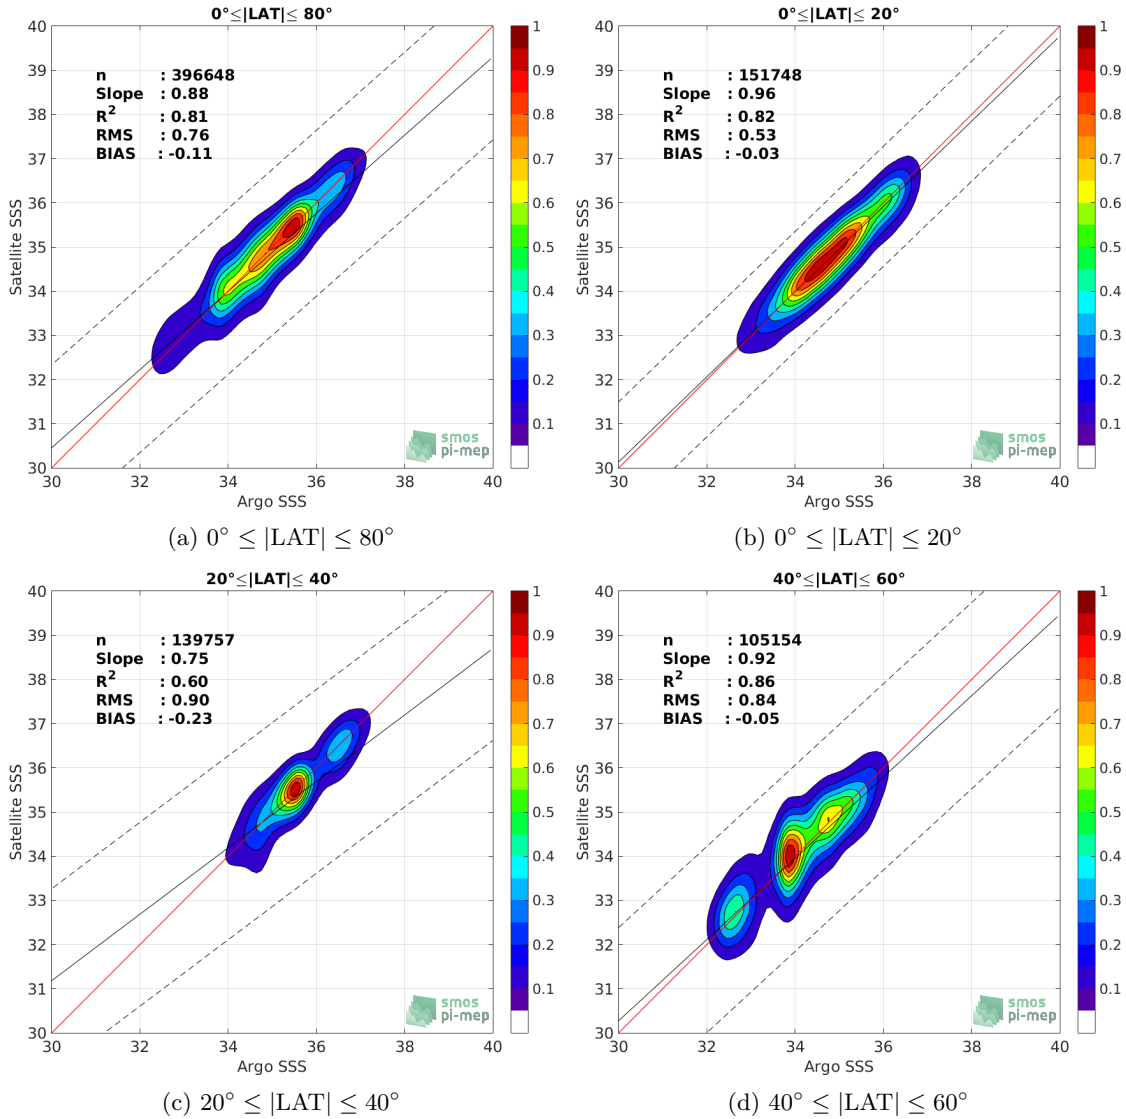 0°≤|LAT|≤ 80°
n : 396648
Slope : 0.88
R² : 0.81
RMS : 0.76
BIAS : -0.11
40
39
38
37
36
35
34
33
32
31
30
Satellite SSS
30 32 34 36 38 40
Argo SSS
1
0.9
0.8
0.7
0.6
0.5
0.4
0.3
0.2
0.1
smos
pi-mep
(a) 0° ≤ |LAT| ≤ 80°
0°≤|LAT|≤ 20°
n : 151748
Slope : 0.96
R² : 0.82
RMS : 0.53
BIAS : -0.03
40
39
38
37
36
35
34
33
32
31
30
Satellite SSS
30 32 34 36 38 40
Argo SSS
1
0.9
0.8
0.7
0.6
0.5
0.4
0.3
0.2
0.1
smos
pi-mep
(b) 0° ≤ |LAT| ≤ 20°
20°≤|LAT|≤ 40°
n : 139757
Slope : 0.75
R² : 0.60
RMS : 0.90
BIAS : -0.23
40
39
38
37
36
35
34
33
32
31
30
Satellite SSS
30 32 34 36 38 40
Argo SSS
1
0.9
0.8
0.7
0.6
0.5
0.4
0.3
0.2
0.1
smos
pi-mep
(c) 20° ≤ |LAT| ≤ 40°
40°≤|LAT|≤ 60°
n : 105154
Slope : 0.92
R² : 0.86
RMS : 0.84
BIAS : -0.05
40
39
38
37
36
35
34
33
32
31
30
Satellite SSS
30 32 34 36 38 40
Argo SSS
1
0.9
0.8
0.7
0.6
0.5
0.4
0.3
0.2
0.1
smos
pi-mep
(d) 40° ≤ |LAT| ≤ 60°